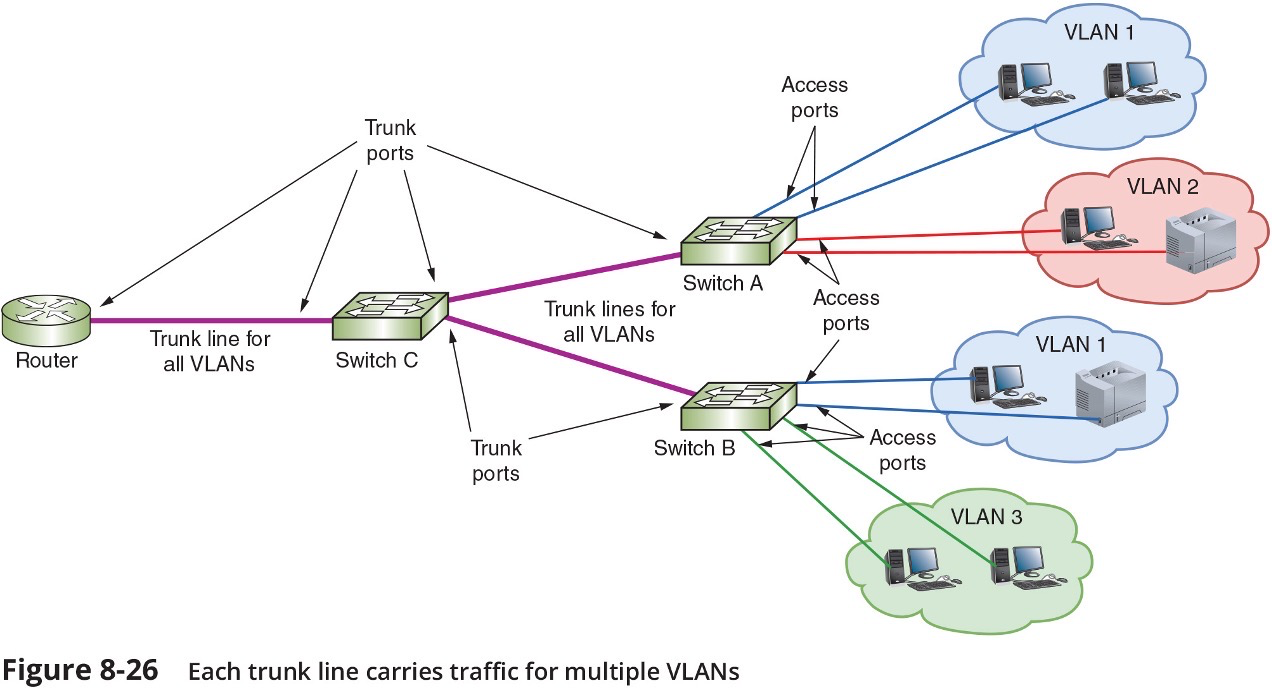 VLAN 1
Access
ports
Trunk
ports
VLAN 2
Switch A
Access
ports
Trunk lines for
all VLANs
Trunk line for
all VLANs
Router
Switch C
VLAN 1
Switch B
Access
ports
Trunk
ports
VLAN 3
Figure 8-26 Each trunk line carries traffic for multiple VLANs